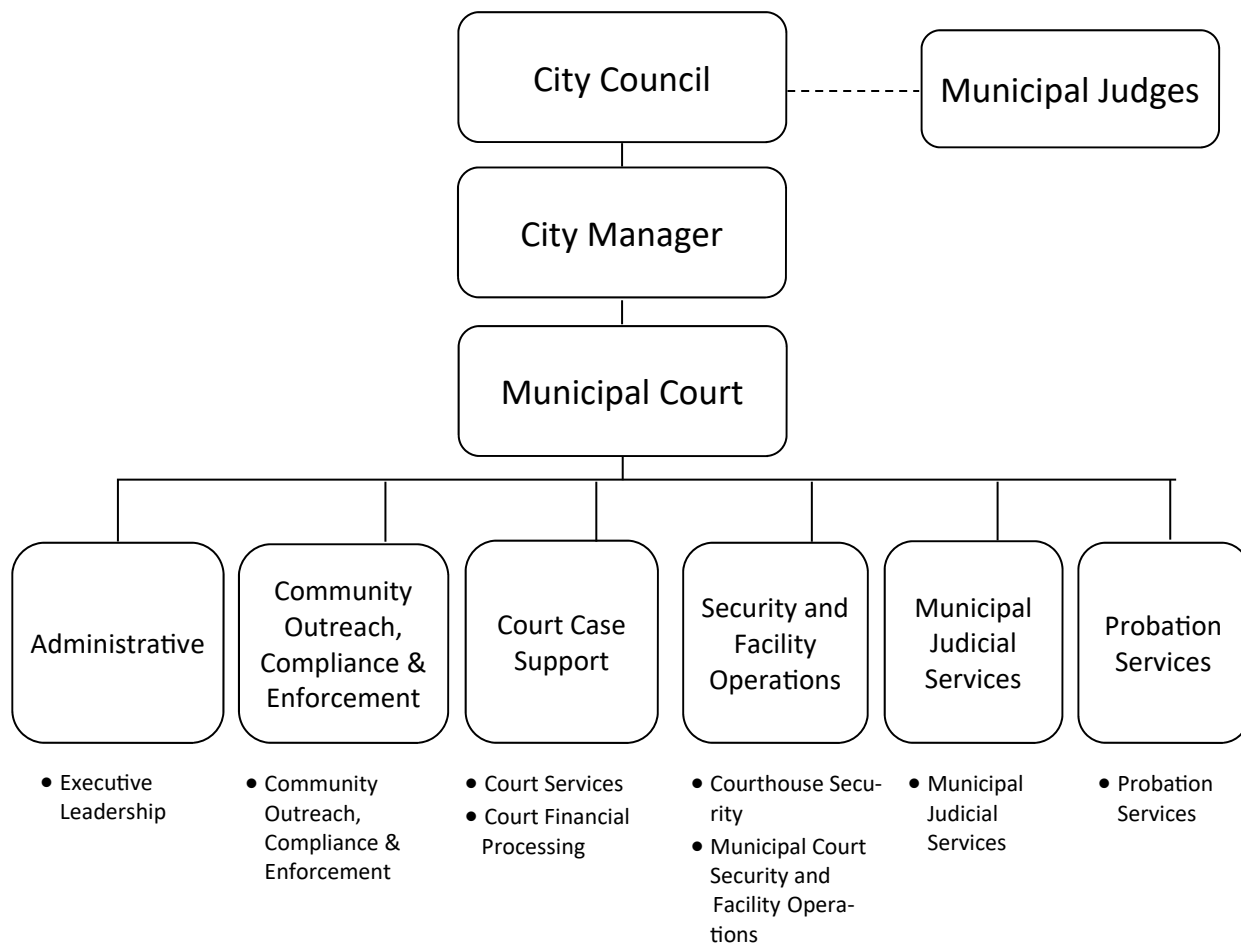 City Council
Municipal Judges
City Manager
Municipal Court
Administrative
Community
Outreach,
Compliance &
Enforcement
Court Case
Support
Security and
Facility
Operations
Municipal
Judicial
Services
Probation
Services
• Executive
Leadership
• Community
Outreach,
Compliance &
Enforcement
• Court Services
• Court Financial
Processing
• Courthouse Secu-
rity
• Municipal Court
Security and
Facility Opera-
tions
• Municipal
Judicial
Services
• Probation
Services